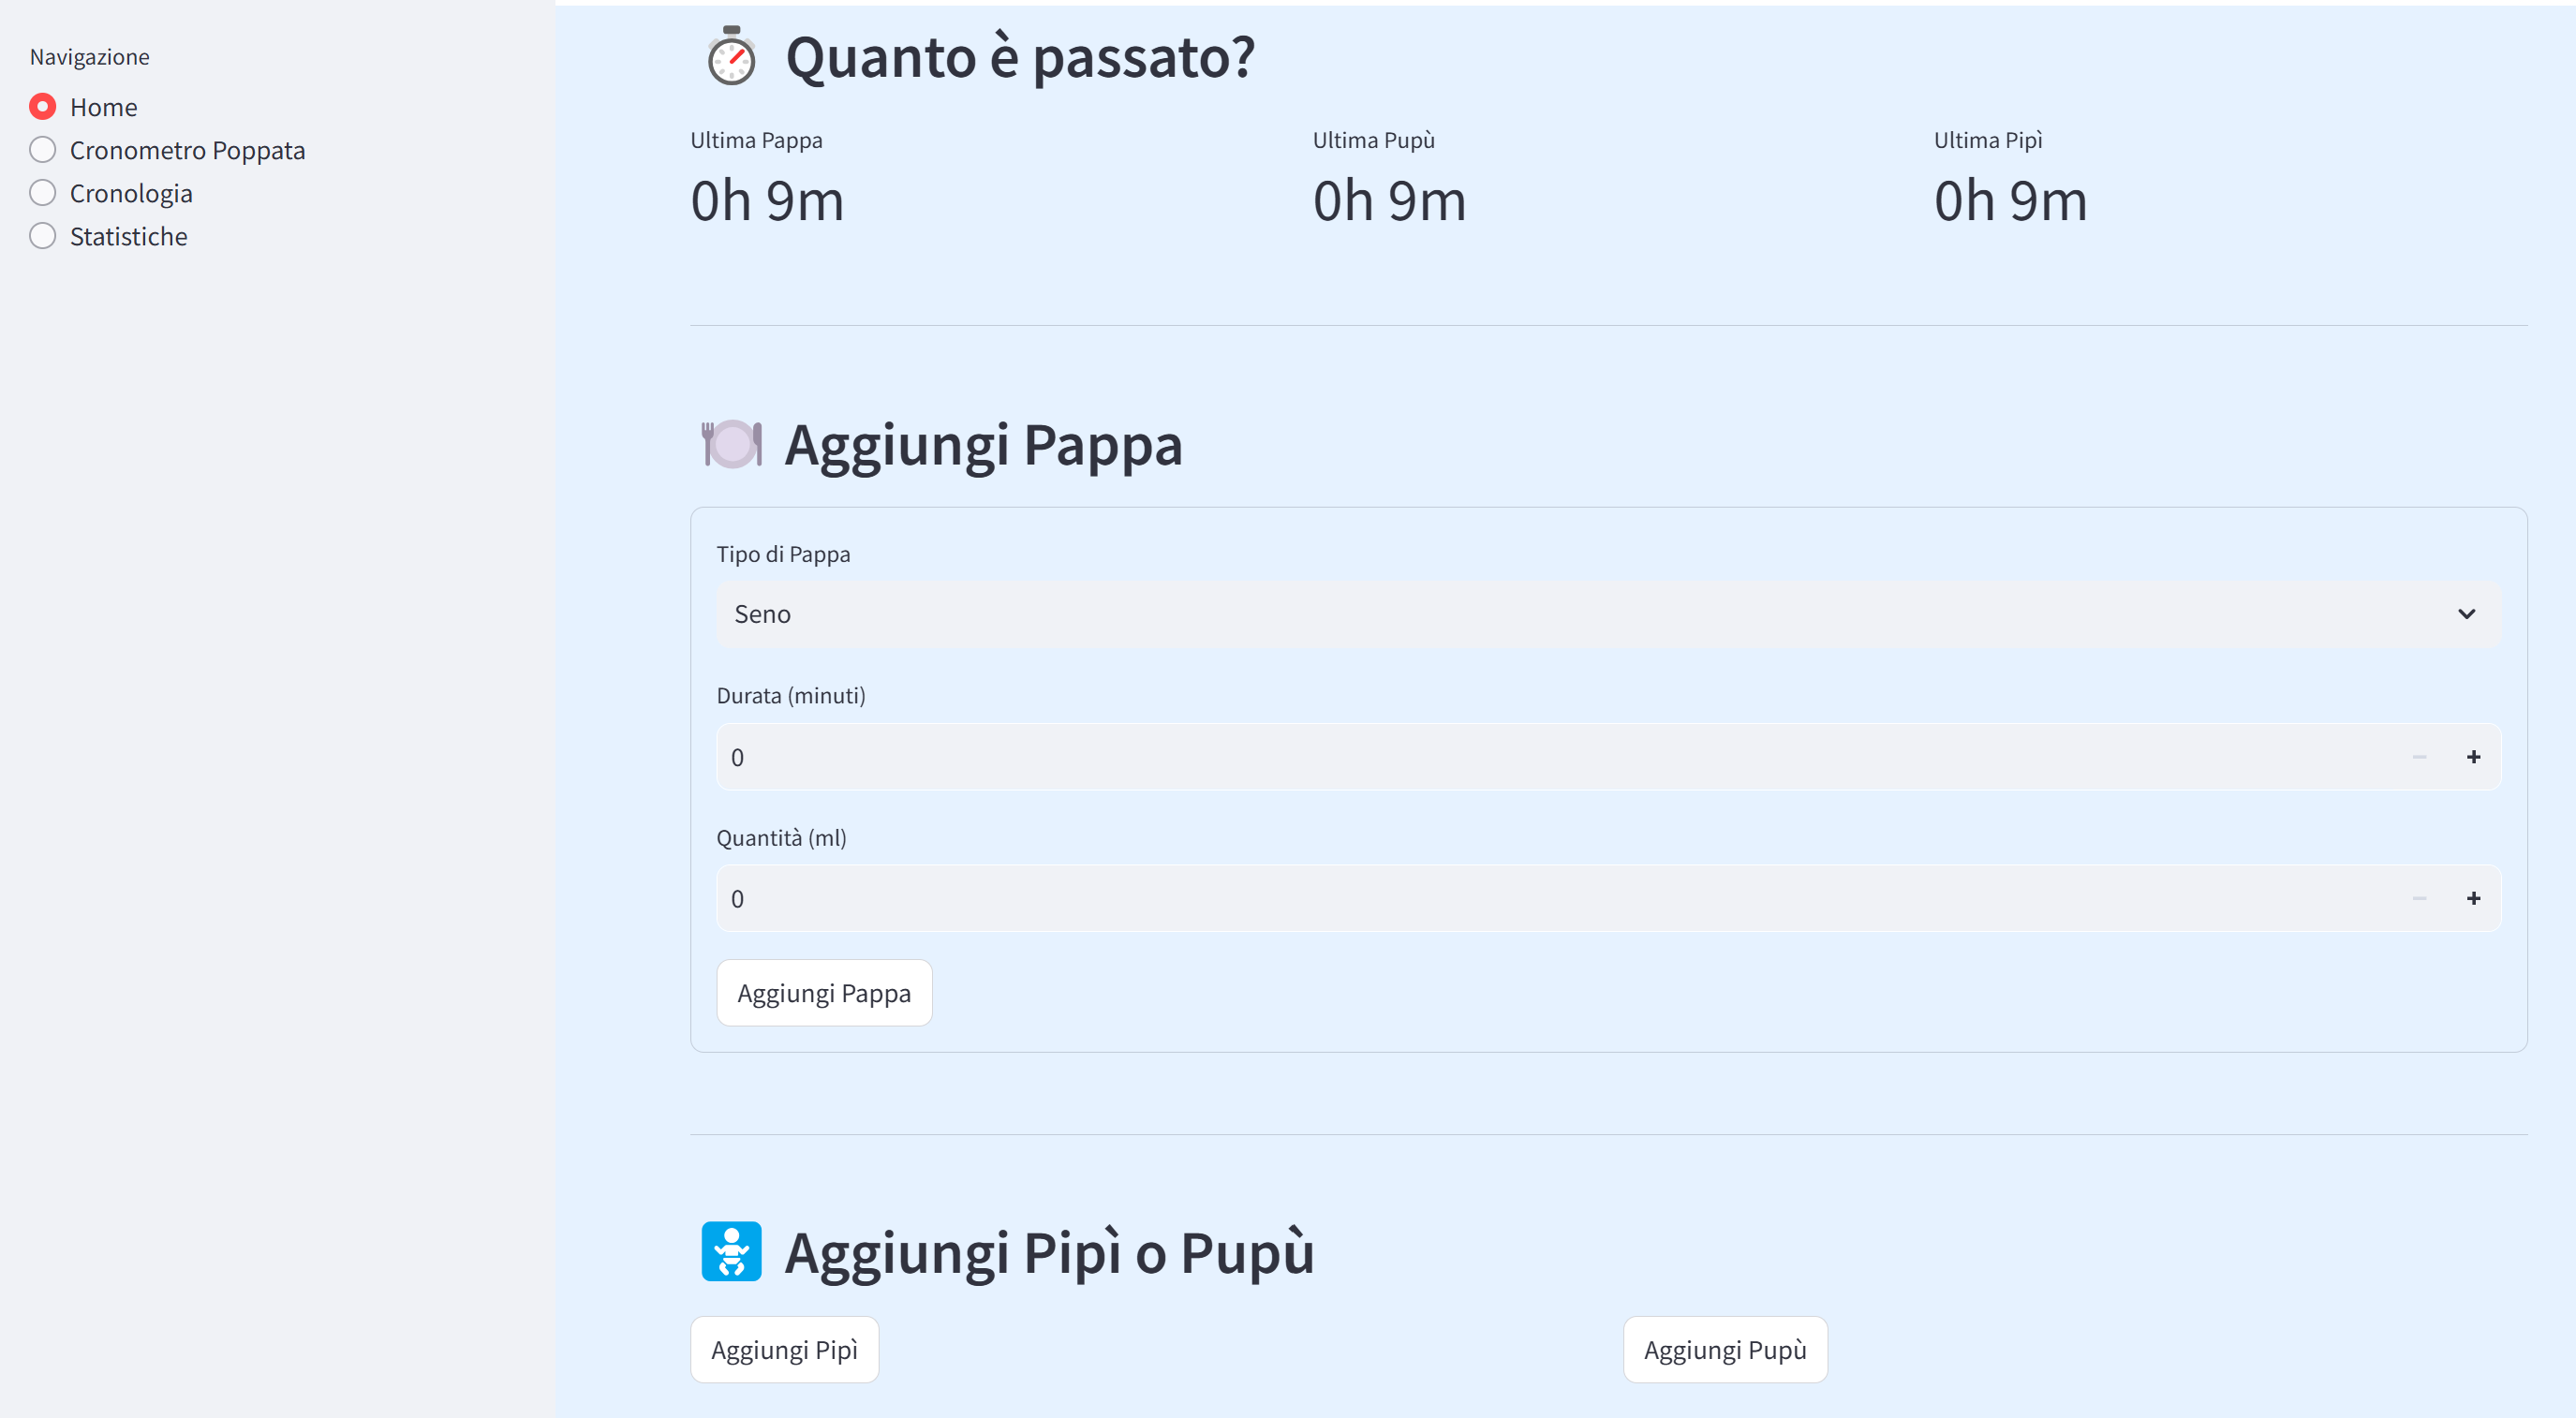 Navigazione
Home
Cronometro Poppata
Cronologia
Statistiche
Quanto è passato?
Ultima Pappa
0h 9m
Ultima Pupù
0h 9m
Ultima Pipì
0h 9m
Aggiungi Pappa
Tipo di Pappa
Seno
Durata (minuti)
0
Quantità (ml)
0
Aggiungi Pappa
Aggiungi Pipì o Pupù
Aggiungi Pipì
Aggiungi Pupù